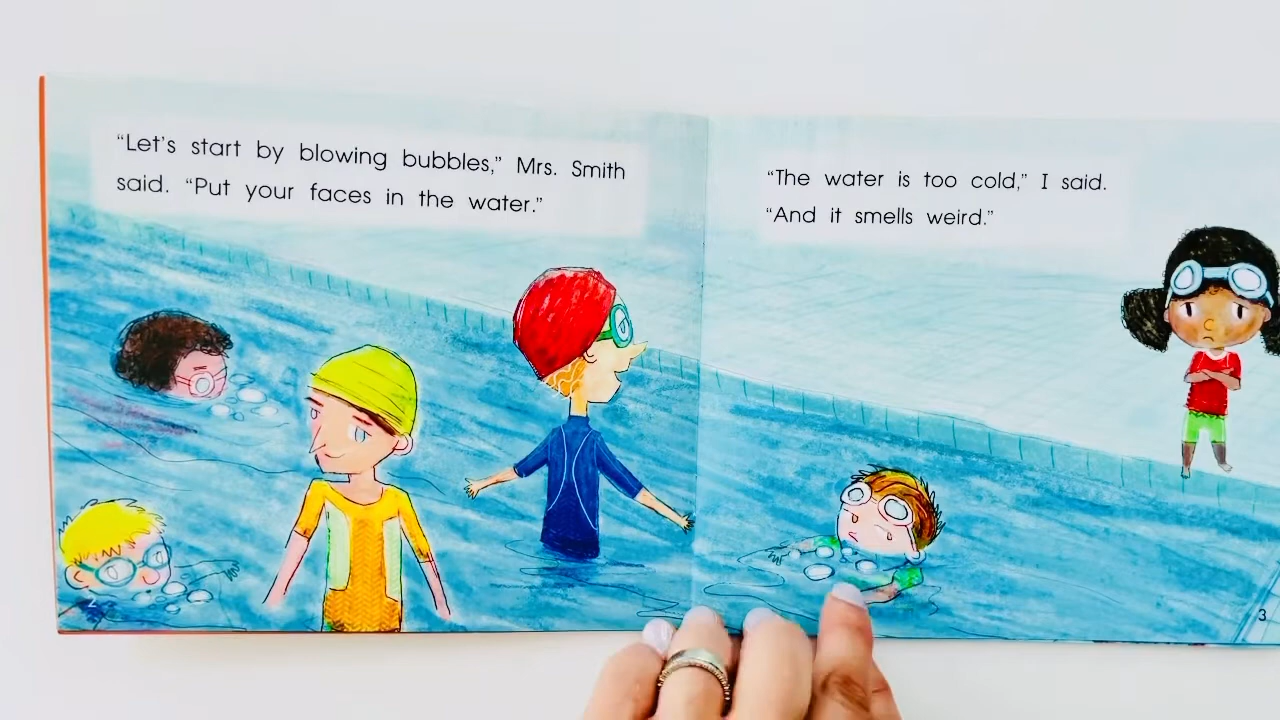 “Let’s start by blowing bubbles,” Mrs. Smith
said. “Put your faces in the water.”
“The water is too cold,” I said.
“And it smells weird.”
2
3